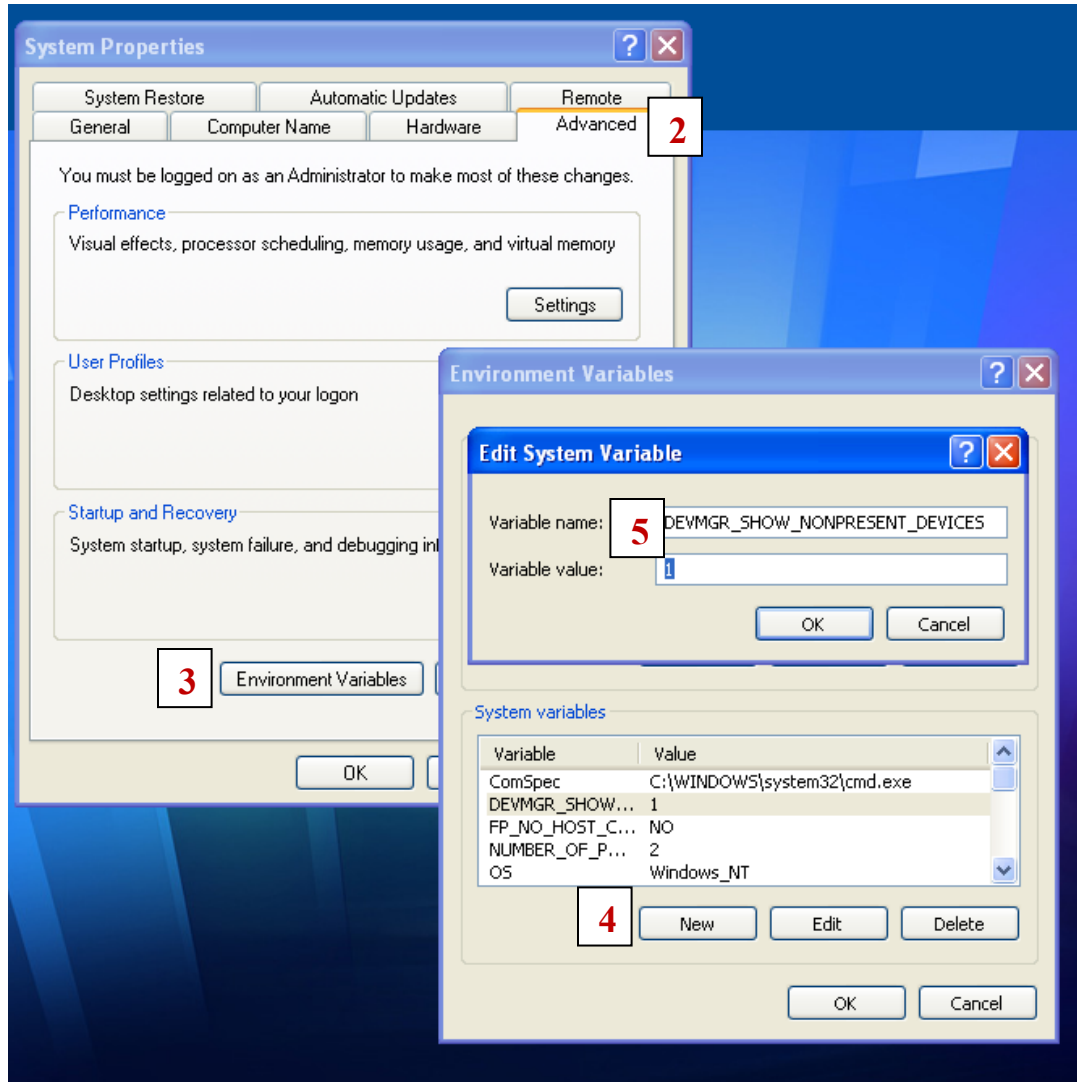 System Properties
System Restore Automatic Updates Remote
General Computer Name Hardware Advanced
2
You must be logged on as an Administrator to make most of these changes.
Performance
Visual effects, processor scheduling, memory usage, and virtual memory
Settings
User Profiles
Desktop settings related to your logon
Startup and Recovery
System startup, system failure, and debugging
3
Environment Variables
OK
Environment Variables
Edit System Variable
Variable name: DEVMGR_SHOW_NONPRESENT_DEVICES
5
Variable value: 1
OK Cancel
System variables
Variable Value
ComSpec C:\WINDOWS\system32\cmd.exe
DEVMGR_SHOW... 1
FP_NO_HOST_C... NO
NUMBER_OF_P... 2
OS Windows_NT
4
New Edit Delete
OK Cancel